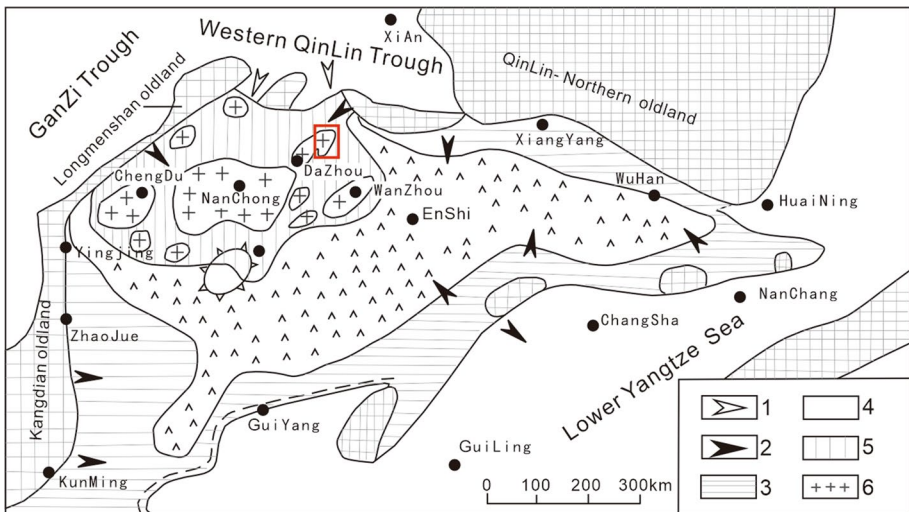 XiAn
Western QinLin Trough
GanZi Trough
Longmenshan oldland
QinLin- Northern oldland
XiangYang
ChengDu
DaZhou
NanChong
WanZhou
WuHan
HuaiNing
EnShi
Yingjing
NanChang
ZhaoJue
ChangSha
Kangdian oldland
Lower Yangtze Sea
GuiYang
GuiLing
KunMing
0 100 200 300km
1
2
3
4
5
6